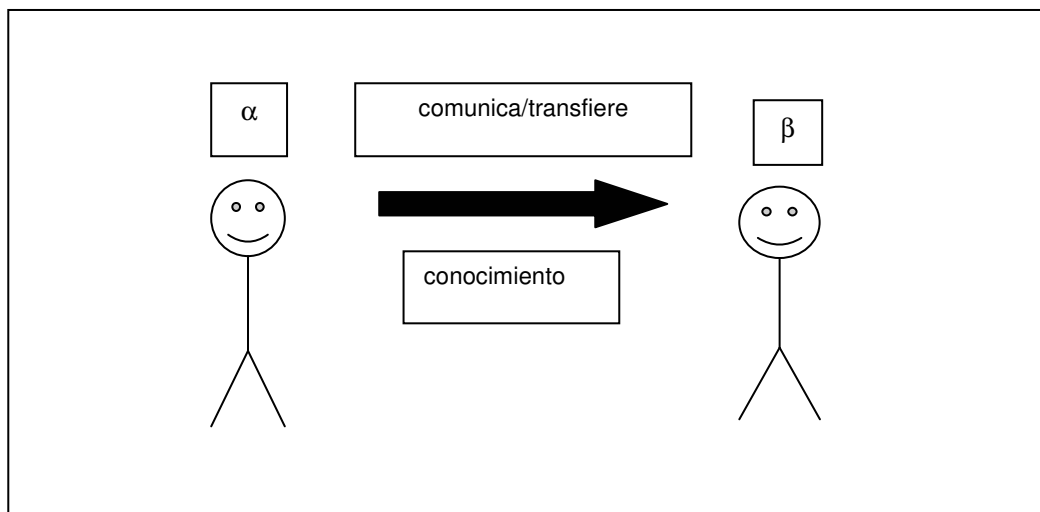 α
comunica/transfiere
β
conocimiento